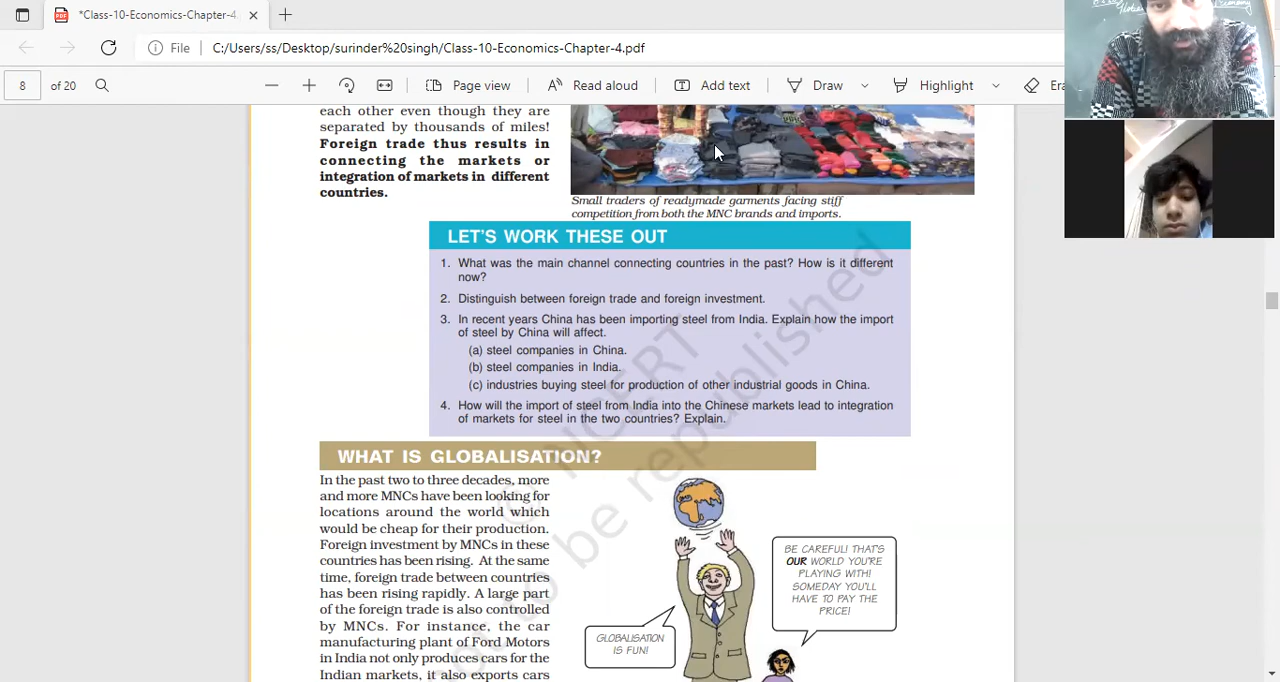 *Class-10-Economics-Chapter-4.
File
C:/Users/ss/Desktop/surinder%20singh/Class-10-Economics-Chapter-4.pdf
8 of 20
Page view
Read aloud
Add text
Draw
Highlight
Era
each other even though they are
separated by thousands of miles!
Foreign trade thus results in
connecting the markets or
integration of markets in different
countries.
Small traders of readymade garments facing stiff
competition from both the MNC brands and imports.
LET'S WORK THESE OUT
1. What was the main channel connecting countries in the past? How is it different
now?
2. Distinguish between foreign trade and foreign investment.
3. In recent years China has been importing steel from India. Explain how the import
of steel by China will affect.
(a) steel companies in China.
(b) steel companies in India.
(c) industries buying steel for production of other industrial goods in China.
4. How will the import of steel from India into the Chinese markets lead to integration
of markets for steel in the two countries? Explain.
WHAT IS GLOBALISATION?
In the past two to three decades, more
and more MNCs have been looking for
locations around the world which
would be cheap for their production.
Foreign investment by MNCs in these
countries has been rising. At the same
time, foreign trade between countries
has been rising rapidly. A large part
of the foreign trade is also controlled
by MNCs. For instance, the car
manufacturing plant of Ford Motors
in India not only produces cars for the
Indian markets, it also exports cars
GLOBALISATION
IS FUN!
BE CAREFUL! THAT'S
OUR WORLD YOU'RE
PLAYING WITH!
SOMEDAY YOU'LL
HAVE TO PAY THE
PRICE!
© NCERT
not to be republished